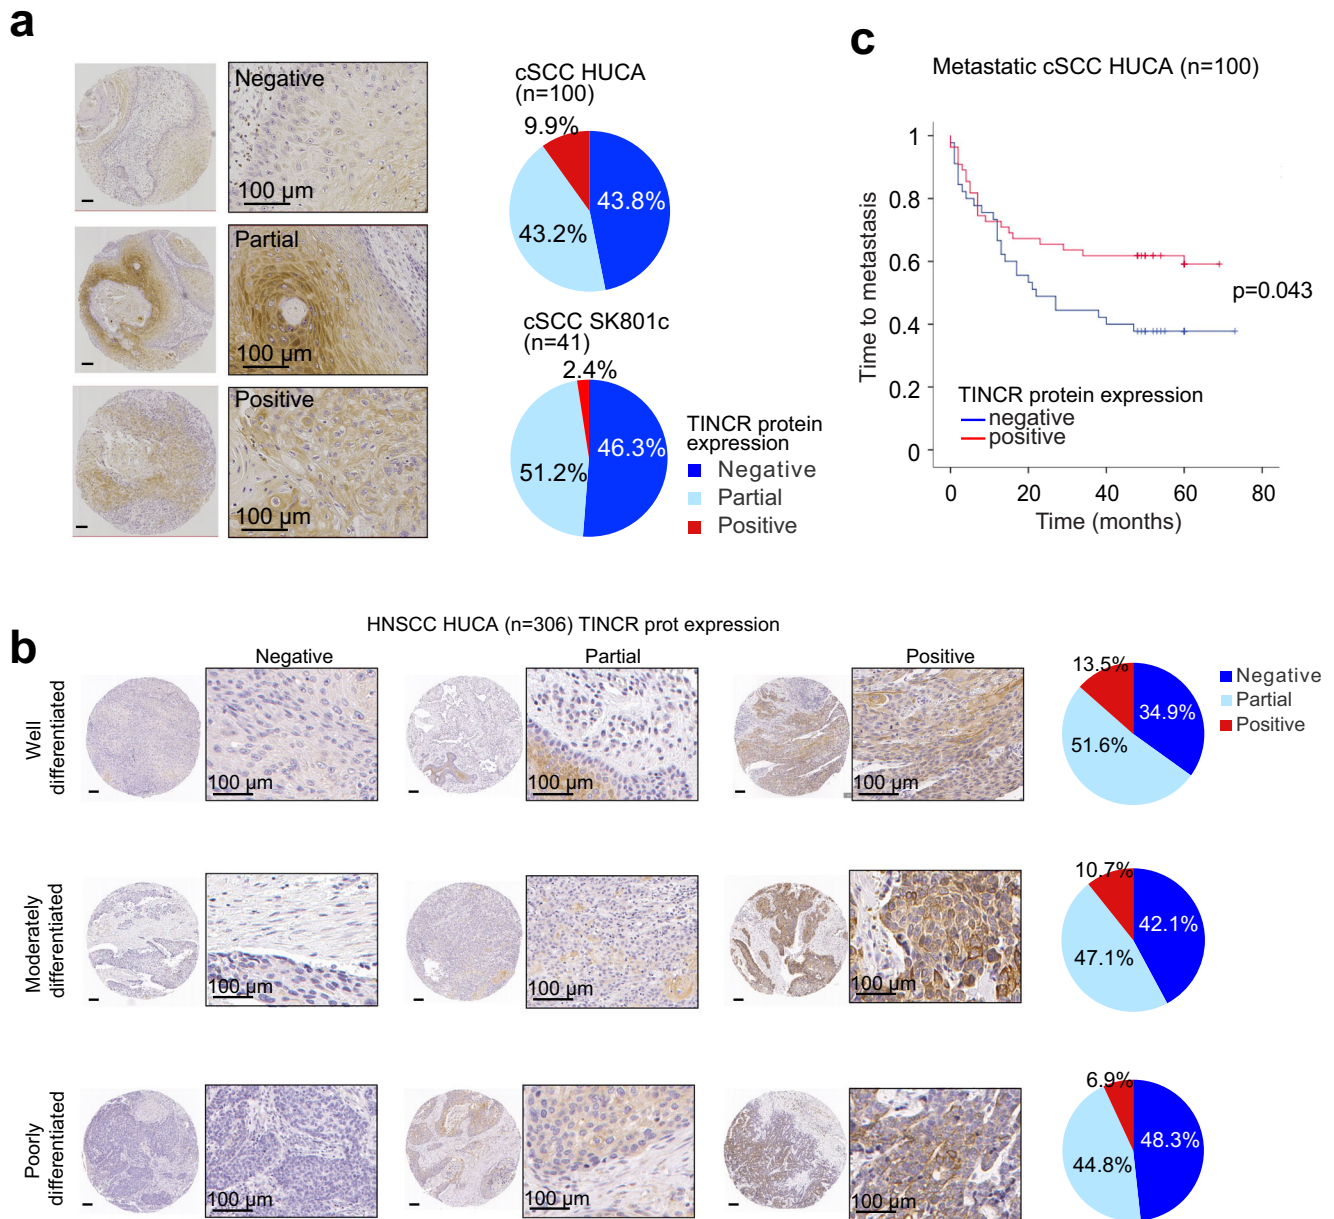 a
Negative
100 µm
Partial
100 µm
Positive
100 µm
cSCC HUCA
(n=100)
9.9%
43.8%
43.2%
cSCC SK801c
(n=41)
2.4%
46.3%
51.2%
TINCR protein
expression
Negative
Partial
Positive
c
Metastatic cSCC HUCA (n=100)
Time to metastasis
1
0.8
0.6
0.4
0.2
0
p=0.043
TINCR protein expression
negative
positive
0 20 40 60 80
Time (months)
b
HNSCC HUCA (n=306) TINCR prot expression
Negative Partial Positive
Well
differentiated
100 µm
100 µm
100 µm
13.5%
34.9%
51.6%
Negative
Partial
Positive
Moderately
differentiated
100 µm
100 µm
100 µm
10.7%
42.1%
47.1%
Poorly
differentiated
100 µm
100 µm
100 µm
6.9%
48.3%
44.8%